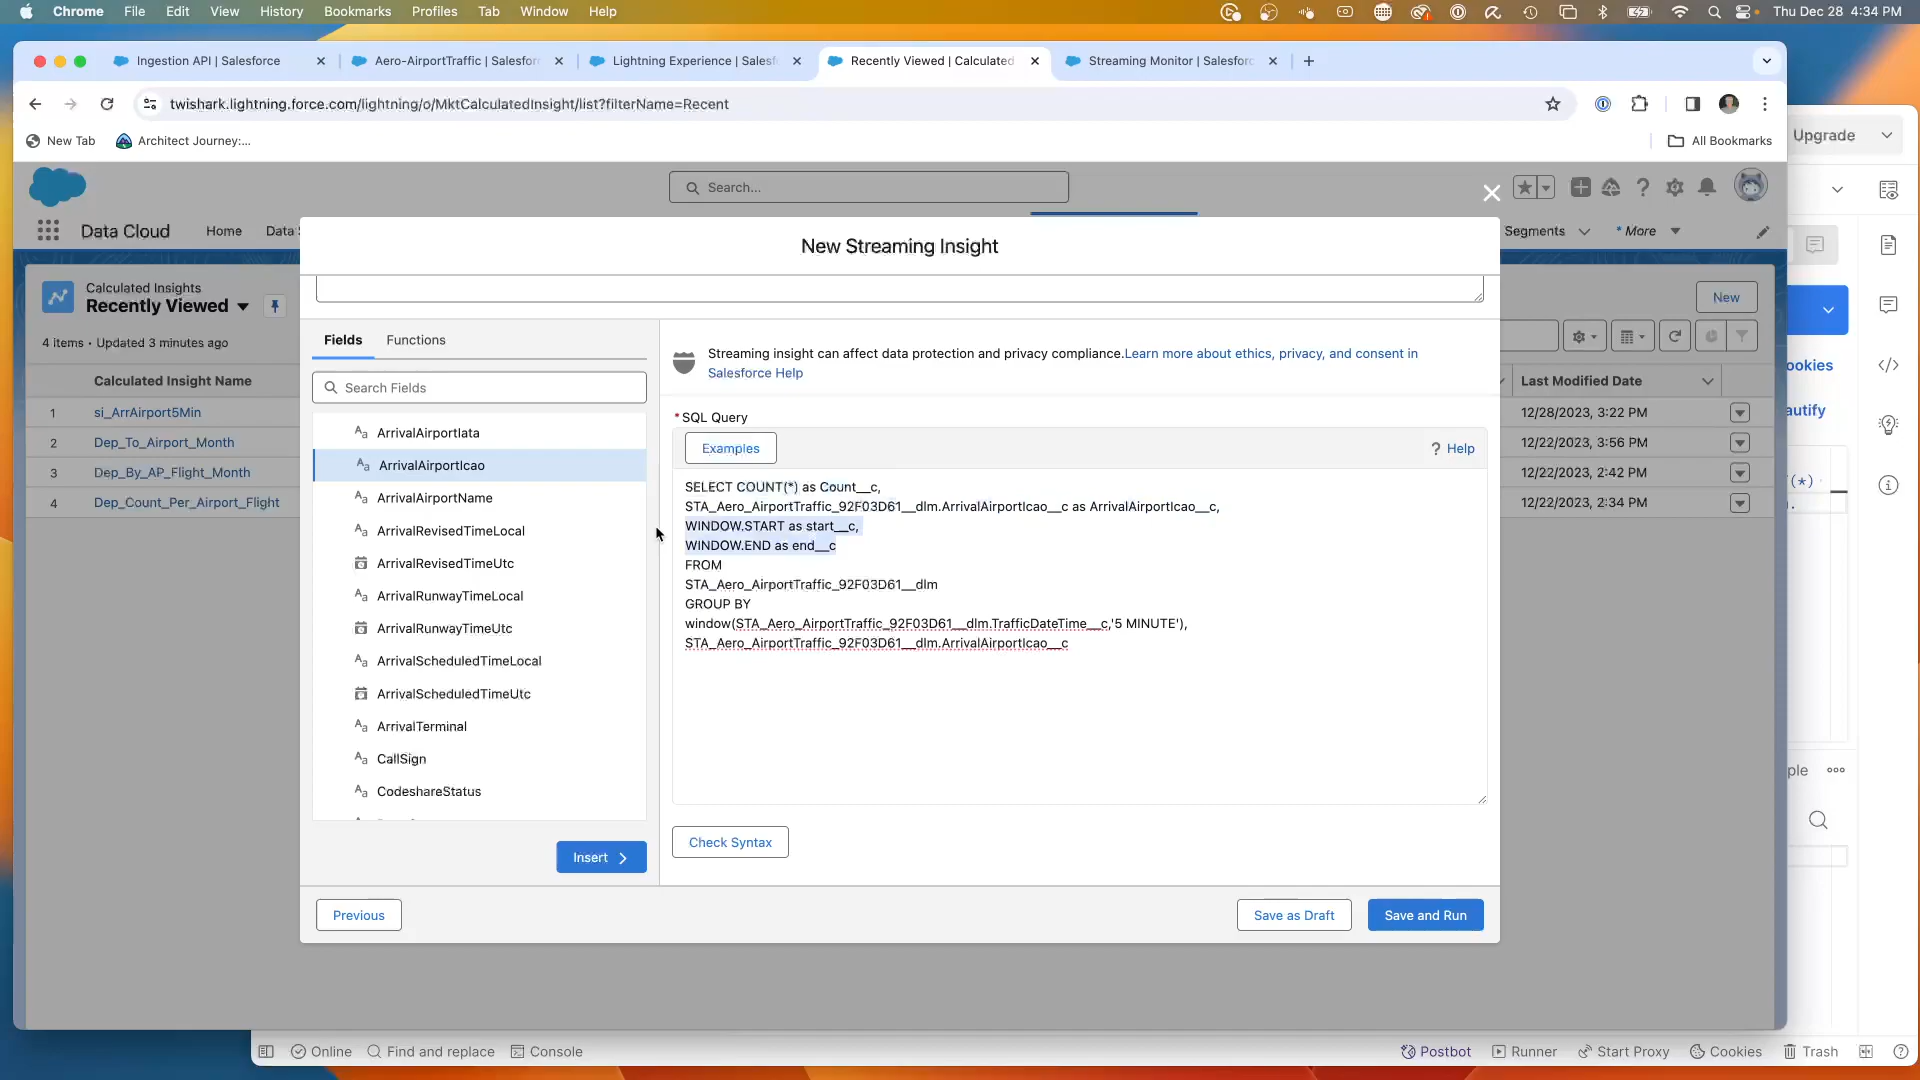 Chrome File Edit View History Bookmarks Profiles Tab Window Help Thu Dec 28 4:34 PM
Ingestion API | Salesforce Aero-AirportTraffic | Salesfor Lightning Experience | Salesf Recently Viewed | Calculated Streaming Monitor | Salesforc
twishark.lightning.force.com/lightning/o/MktCalculatedInsight/list?filterName=Recent
New Tab Architect Journey:... All Bookmarks
Upgrade
Search...
Data Cloud Home Data Segments * More
New Streaming Insight
Calculated Insights
Recently Viewed
New
4 items • Updated 3 minutes ago
Calculated Insight Name Last Modified Date
1 si_ArrAirport5Min 12/28/2023, 3:22 PM
2 Dep_To_Airport_Month 12/22/2023, 3:56 PM
3 Dep_By_AP_Flight_Month 12/22/2023, 2:42 PM
4 Dep_Count_Per_Airport_Flight 12/22/2023, 2:34 PM
Fields Functions
Search Fields
ArrivalAirportIata
ArrivalAirportIcao
ArrivalAirportName
ArrivalRevisedTimeLocal
ArrivalRevisedTimeUtc
ArrivalRunwayTimeLocal
ArrivalRunwayTimeUtc
ArrivalScheduledTimeLocal
ArrivalScheduledTimeUtc
ArrivalTerminal
CallSign
CodeshareStatus
Insert
Streaming insight can affect data protection and privacy compliance.Learn more about ethics, privacy, and consent in
Salesforce Help
* SQL Query
Examples ? Help
SELECT COUNT(*) as Count__c,
STA_Aero_AirportTraffic_92F03D61__dlm.ArrivalAirportIcao__c as ArrivalAirportIcao__c,
WINDOW.START as start__c,
WINDOW.END as end__c
FROM
STA_Aero_AirportTraffic_92F03D61__dlm
GROUP BY
window(STA_Aero_AirportTraffic_92F03D61__dlm.TrafficDateTime__c,'5 MINUTE'),
STA_Aero_AirportTraffic_92F03D61__dlm.ArrivalAirportIcao__c
Check Syntax
Previous Save as Draft Save and Run
ookies
autify
(*)
ple
Online Find and replace Console Postbot Runner Start Proxy Cookies Trash